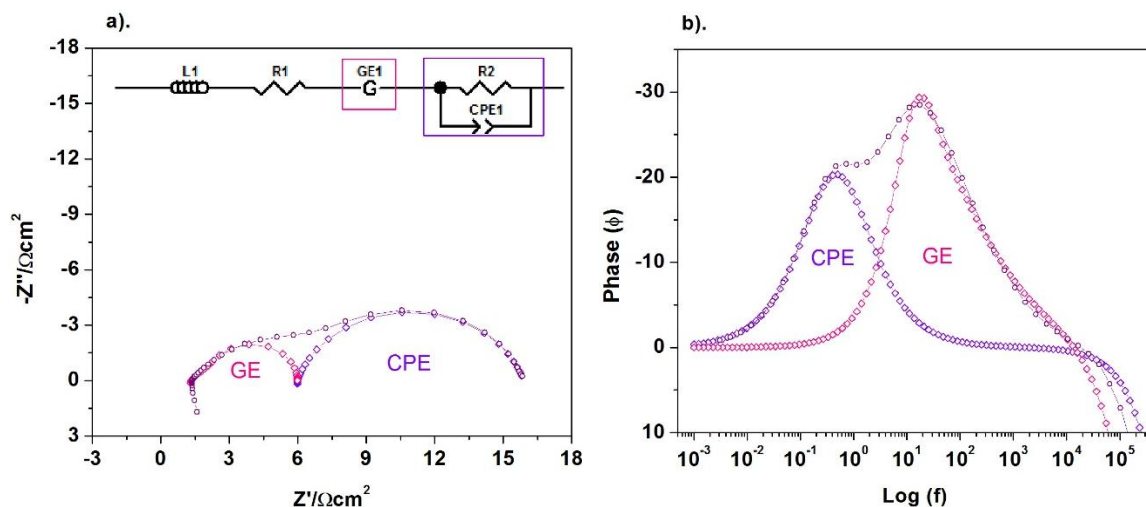 a).
-Z''/Ωcm²
-18
-15
-12
-9
-6
-3
0
3
L1
R1
GE1
G
R2
CPE1
GE
CPE
-3
0
3
6
9
12
15
18
Z'/Ωcm²
b).
Phase (ϕ)
-30
-20
-10
0
10
CPE
GE
10⁻³
10⁻²
10⁻¹
10⁰
10¹
10²
10³
10⁴
10⁵
Log (f)